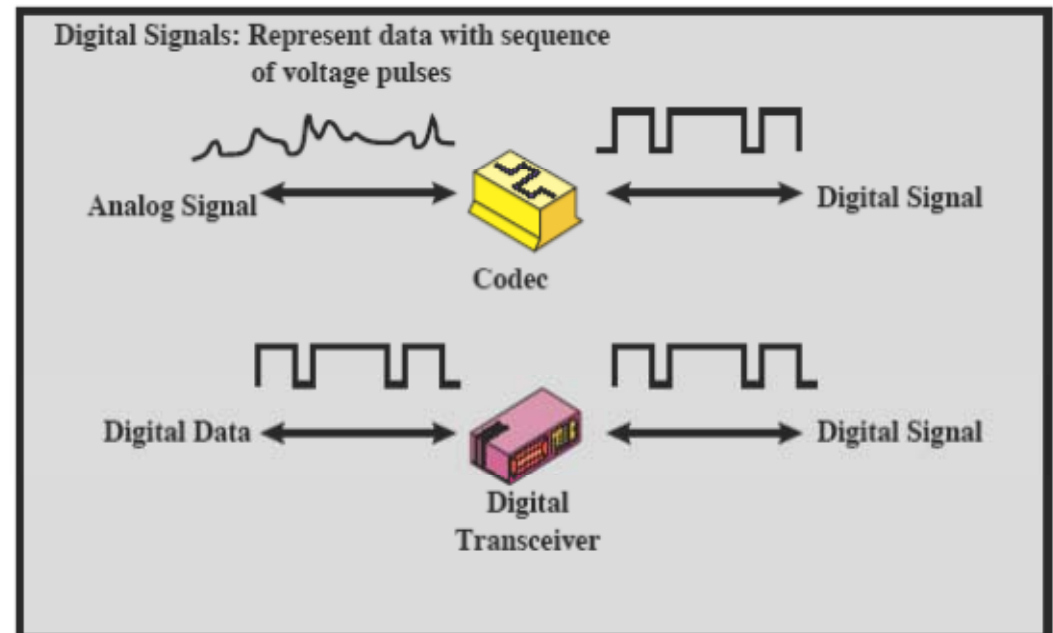 Digital Signals: Represent data with sequence
of voltage pulses
Analog Signal
Digital Signal
Codec
Digital Data
Digital Signal
Digital
Transceiver